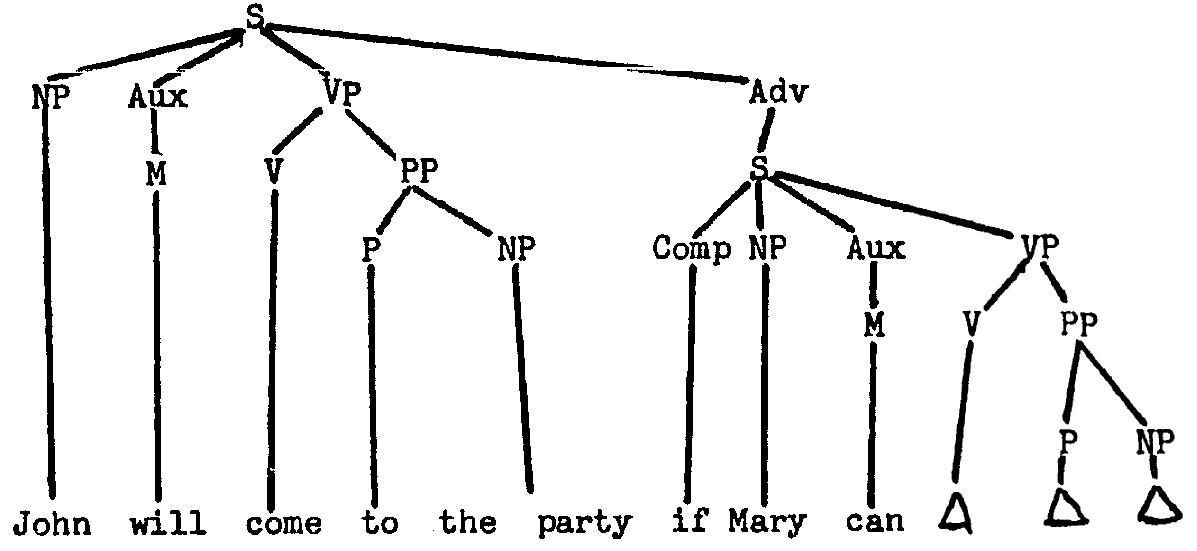 S
NP Aux VP Adv
M V PP S
P NP Comp NP Aux VP
M V PP
P NP
John will come to the party if Mary can Δ Δ Δ